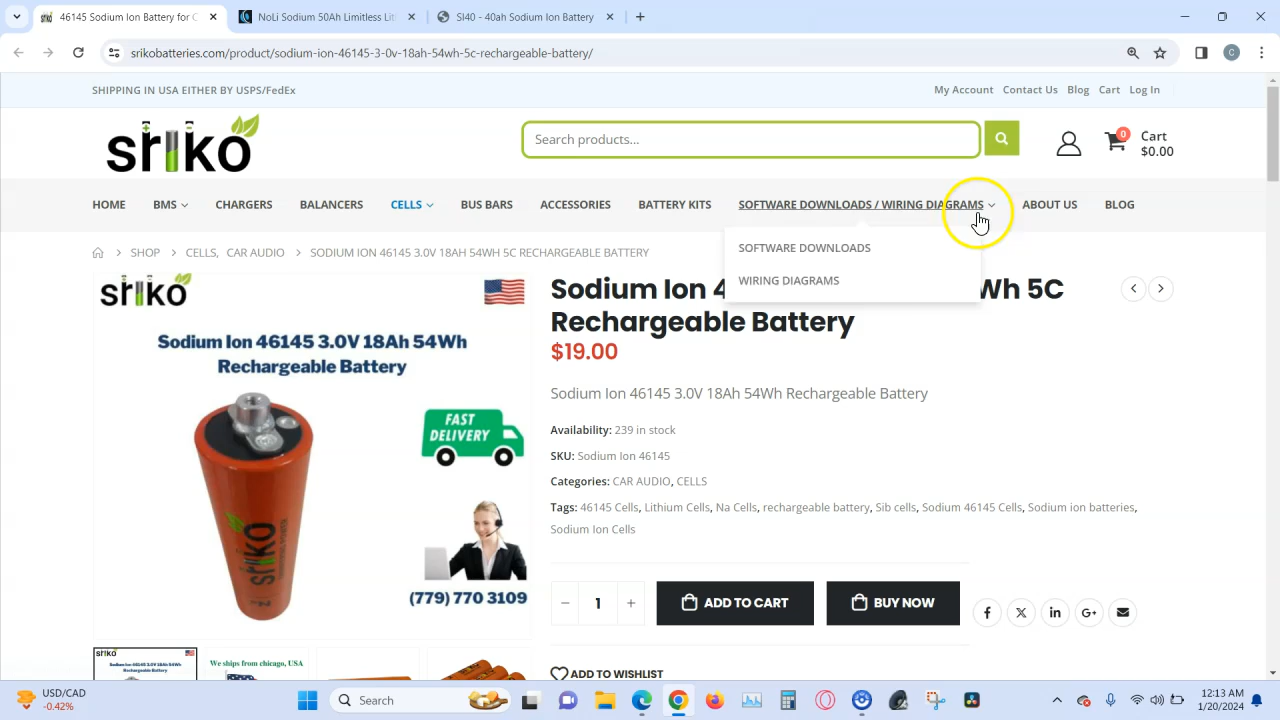 46145 Sodium Ion for C
NoLi Sodium 50Ah Limitless Lith
SI40 - 40ah Sodium Ion Battery
srikobatteries.com/product/sodium-ion-46145-3-0v-18ah-54wh-5c-rechargeable-battery/
C
SHIPPING IN USA EITHER BY USPS/FedEx
My Account Contact Us Blog Cart Log In
sriko
Search products...
0
Cart
$0.00
HOME BMS CHARGERS BALANCERS CELLS BUS BARS ACCESSORIES BATTERY KITS SOFTWARE DOWNLOADS / WIRING DIAGRAMS ABOUT US BLOG
SOFTWARE DOWNLOADS
WIRING DIAGRAMS
SHOP CELLS, CAR AUDIO SODIUM ION 46145 3.0V 18AH 54WH 5C RECHARGEABLE BATTERY
sriko
Sodium Ion 46145 3.0V 18Ah 54Wh
Rechargeable Battery
FAST
DELIVERY
sriko
(779) 770 3109
Sodium Ion 4 Wh 5C
Rechargeable Battery
$19.00
Sodium Ion 46145 3.0V 18Ah 54Wh Rechargeable Battery
Availability: 239 in stock
SKU: Sodium Ion 46145
Categories: CAR AUDIO, CELLS
Tags: 46145 Cells, Lithium Cells, Na Cells, rechargeable battery, Sib cells, Sodium 46145 Cells, Sodium ion batteries,
Sodium Ion Cells
1
ADD TO CART
BUY NOW
G+
ADD TO WISHLIST
sriko
Sodium Ion 46145 3.0V 18Ah 54Wh
Rechargeable Battery
We ships from chicago, USA
USD/CAD
-0.42%
Search
12:13 AM
1/20/2024